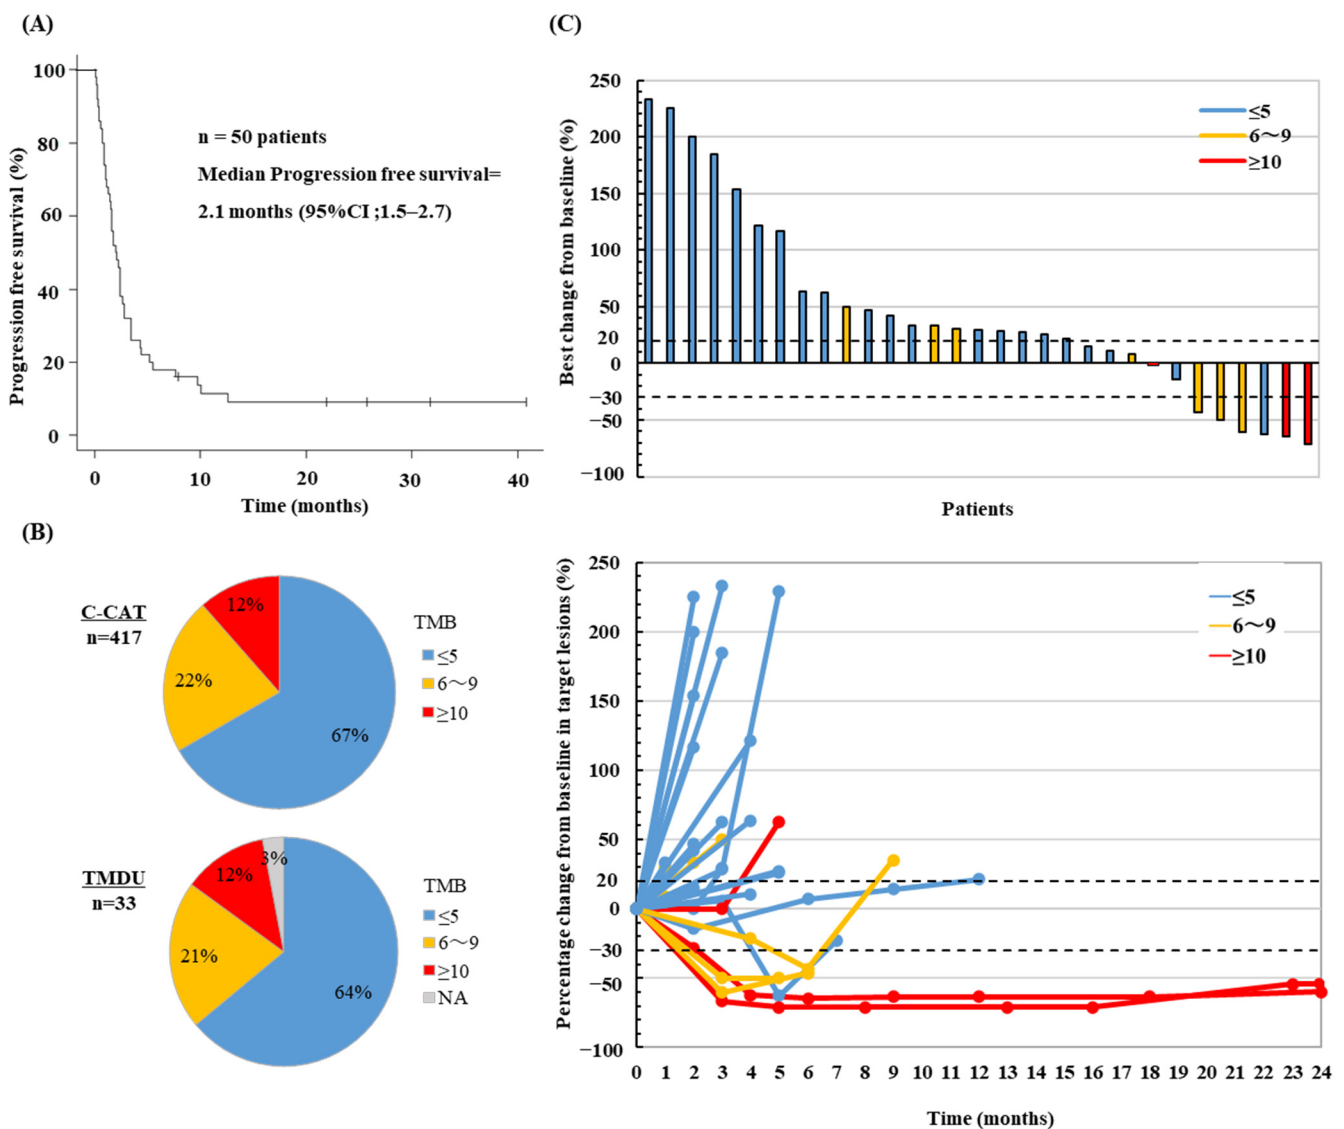 (A)
Progression free survival (%)
100
80
60
40
20
0
n = 50 patients
Median Progression free survival=
2.1 months (95%CI ;1.5–2.7)
0 10 20 30 40
Time (months)
(B)
C-CAT
n=417
12%
22%
67%
TMB
≤5
6～9
≥10
TMDU
n=33
3%
12%
21%
64%
TMB
≤5
6～9
≥10
NA
(C)
Best change from baseline (%)
250
200
150
100
50
20
0
−30
−50
−100
≤5
6～9
≥10
Patients
Percentage change from baseline in target lesions (%)
250
200
150
100
50
20
0
−30
−50
−100
≤5
6～9
≥10
0 1 2 3 4 5 6 7 8 9 10 11 12 13 14 15 16 17 18 19 20 21 22 23 24
Time (months)